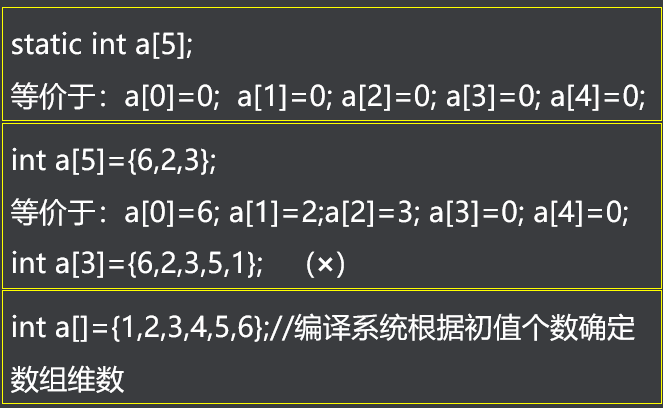 static int a[5];
等价于：a[0]=0;  a[1]=0; a[2]=0; a[3]=0; a[4]=0;
int a[5]={6,2,3};
等价于：a[0]=6; a[1]=2;a[2]=3; a[3]=0; a[4]=0;
int a[3]={6,2,3,5,1};     (×)
int a[]={1,2,3,4,5,6};//编译系统根据初值个数确定
数组维数